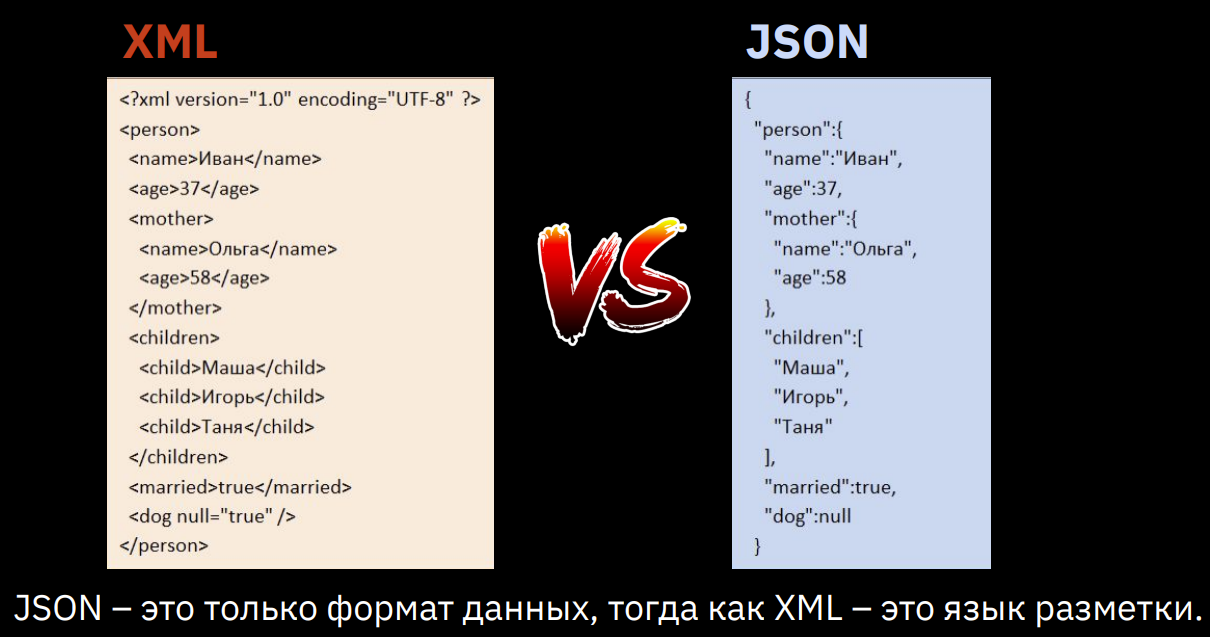 XML
<?xml version="1.0" encoding="UTF-8" ?>
<person>
<name>Иван</name>
<age>37</age>
<mother>
<name>Ольга</name>
<age>58</age>
</mother>
<children>
<child>Маша</child>
<child>Игорь</child>
<child>Таня</child>
</children>
<married>true</married>
<dog null="true" />
</person>
VS
JSON
{
"person":{
"name":"Иван",
"age":37,
"mother":{
"name":"Ольга",
"age":58
},
"children":[
"Маша",
"Игорь",
"Таня"
],
"married":true,
"dog":null
}
JSON – это только формат данных, тогда как XML – это язык разметки.